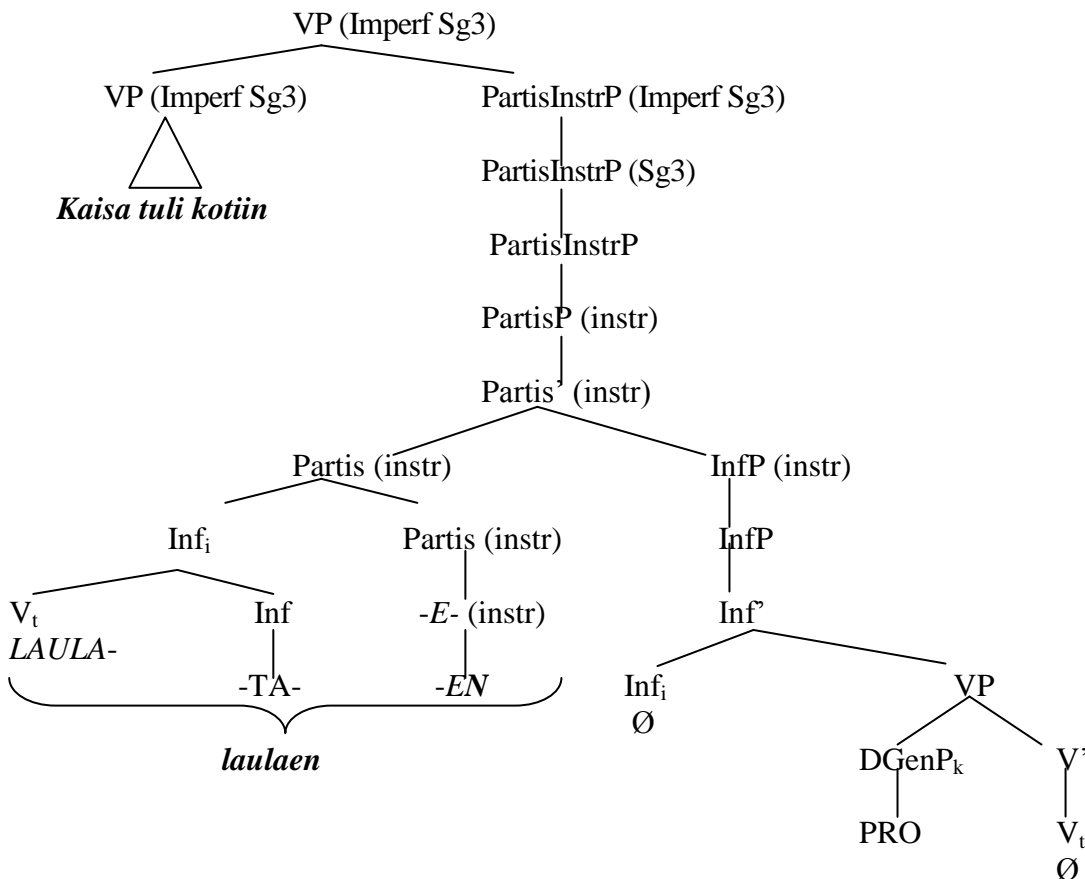 VP (Imperf Sg3)
VP (Imperf Sg3) PartisInstrP (Imperf Sg3)
PartisInstrP (Sg3)
Kaisa tuli kotiin
PartisInstrP
PartisP (instr)
Partis’ (instr)
Partis (instr) InfP (instr)
Infi Partis (instr) InfP
Vt Inf -E- (instr) Inf’
LAULA-
-TA- -EN Infi VP
Ø
laulaen
DGenPk V’
PRO Vt
Ø